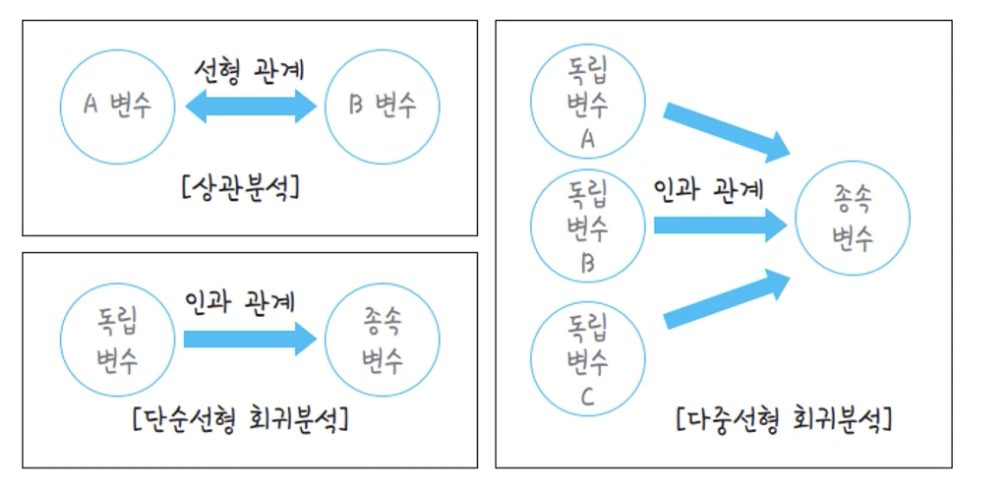 선형 관계
A 변수
B 변수
[상관분석]
인과 관계
독립
변수
종속
변수
[단순선형 회귀분석]
독립
변수
A
독립
변수
B
독립
변수
C
인과 관계
종속
변수
[다중선형 회귀분석]